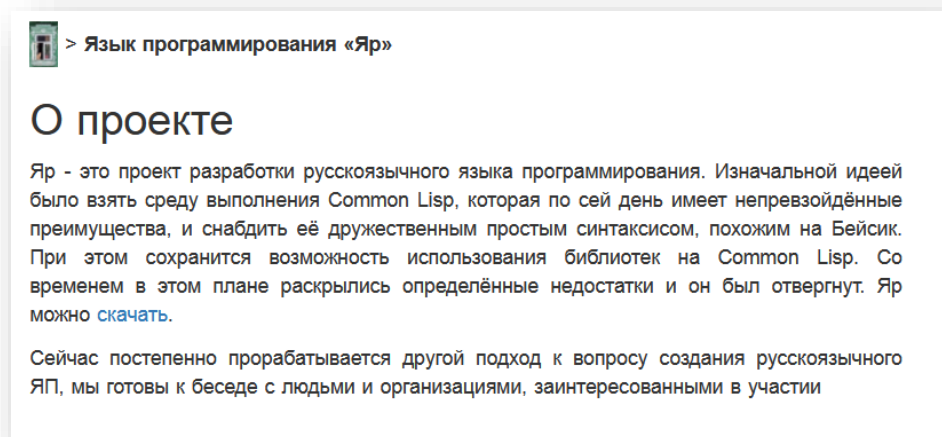 > Язык программирования «Яр»
О проекте
Яр - это проект разработки русскоязычного языка программирования. Изначальной идеей
было взять среду выполнения Common Lisp, которая по сей день имеет непревзойдённые
преимущества, и снабдить её дружественным простым синтаксисом, похожим на Бейсик.
При этом сохранится возможность использования библиотек на Common Lisp. Со
временем в этом плане раскрылись определённые недостатки и он был отвергнут. Яр
можно скачать.
Сейчас постепенно прорабатывается другой подход к вопросу создания русскоязычного
ЯП, мы готовы к беседе с людьми и организациями, заинтересованными в участии